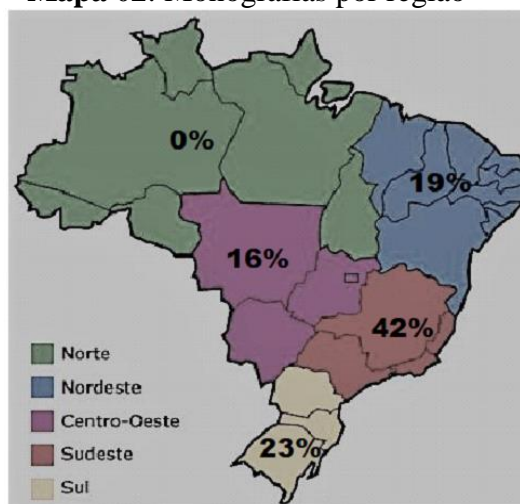 Mapa 02: Monografias por região
0%
19%
16%
42%
23%
Norte
Nordeste
Centro-Oeste
Sudeste
Sul